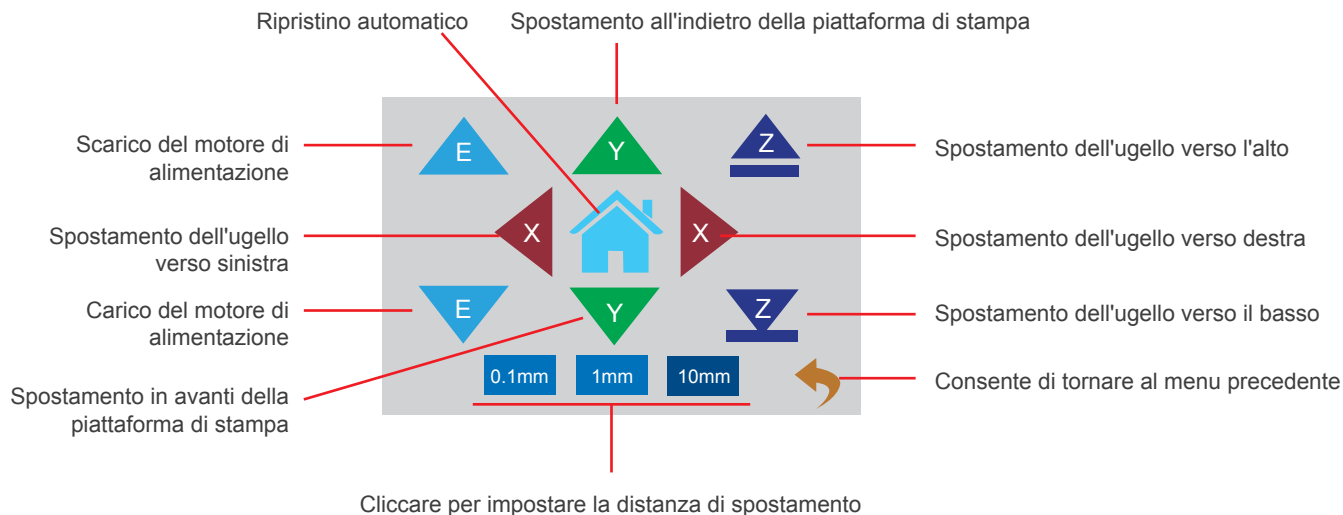 Ripristino automatico
Spostamento all'indietro della piattaforma di stampa
Scarico del motore di
alimentazione
E
Y
Z
Spostamento dell'ugello verso l'alto
Spostamento dell'ugello
verso sinistra
X
X
Spostamento dell'ugello verso destra
Carico del motore di
alimentazione
E
Y
Z
Spostamento dell'ugello verso il basso
Spostamento in avanti della
piattaforma di stampa
0.1mm
1mm
10mm
Consente di tornare al menu precedente
Cliccare per impostare la distanza di spostamento